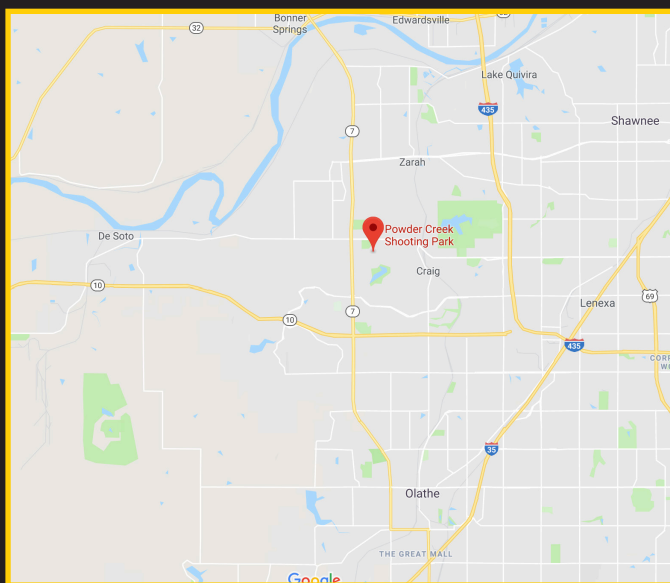 Bonner
Springs
Edwardsville
32
Lake Quivira
435
Shawnee
7
Zarah
Powder Creek
Shooting Park
De Soto
Craig
10
69
Lenexa
7
10
435
35
Olathe
THE GREAT MALL
Google